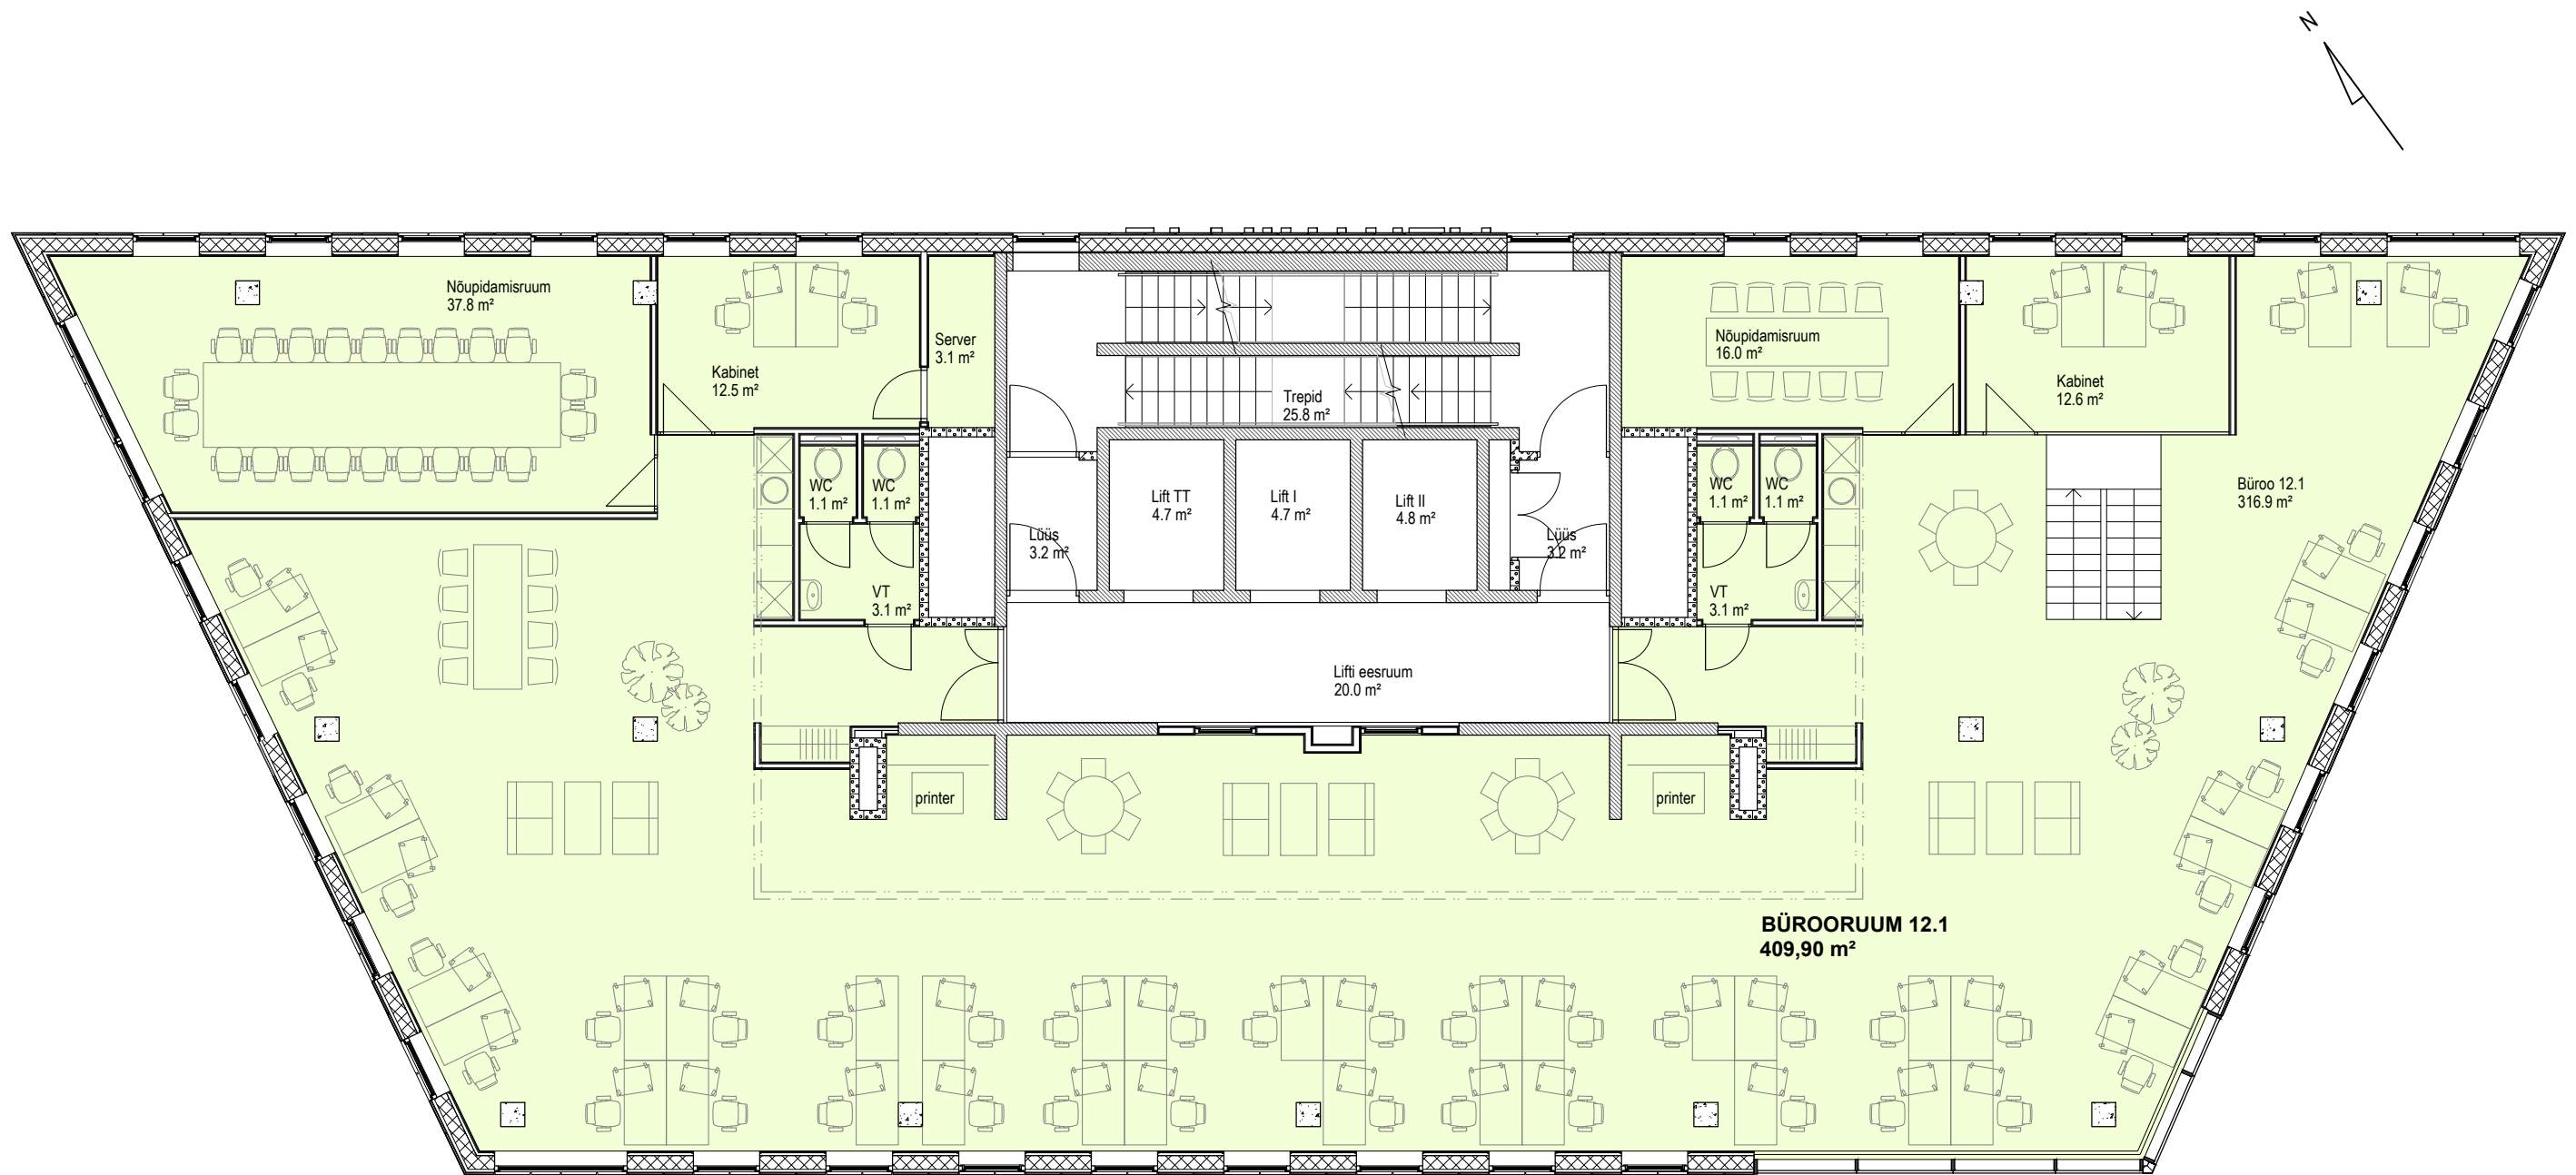 N
Nõupidamisruum
37.8 m²
Kabinet
12.5 m²
Server
3.1 m²
Trepid
25.8 m²
Nõupidamisruum
16.0 m²
Kabinet
12.6 m²
Büroo 12.1
316.9 m²
WC
1.1 m²
WC
1.1 m²
VT
3.1 m²
Lüüs
3.2 m²
Lift TT
4.7 m²
Lift I
4.7 m²
Lift II
4.8 m²
Lüüs
3.2 m²
WC
1.1 m²
WC
1.1 m²
VT
3.1 m²
Lifti eesruum
20.0 m²
printer
printer
BÜROORUUM 12.1
409,90 m²